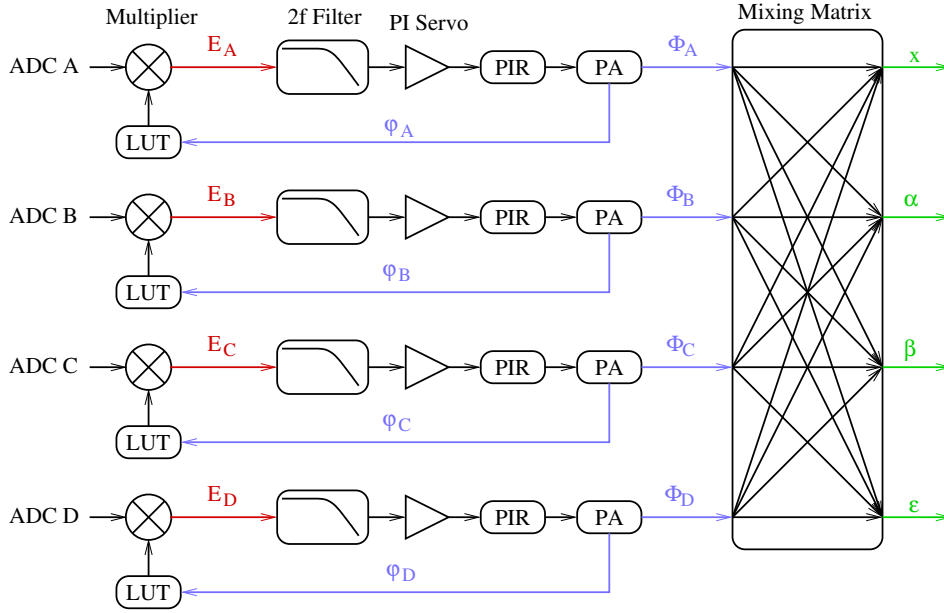 Multiplier
2f Filter
PI Servo
Mixing Matrix
ADC A
E_A
PIR
PA
Φ_A
x
LUT
φ_A
ADC B
E_B
PIR
PA
Φ_B
α
LUT
φ_B
ADC C
E_C
PIR
PA
Φ_C
β
LUT
φ_C
ADC D
E_D
PIR
PA
Φ_D
ε
LUT
φ_D